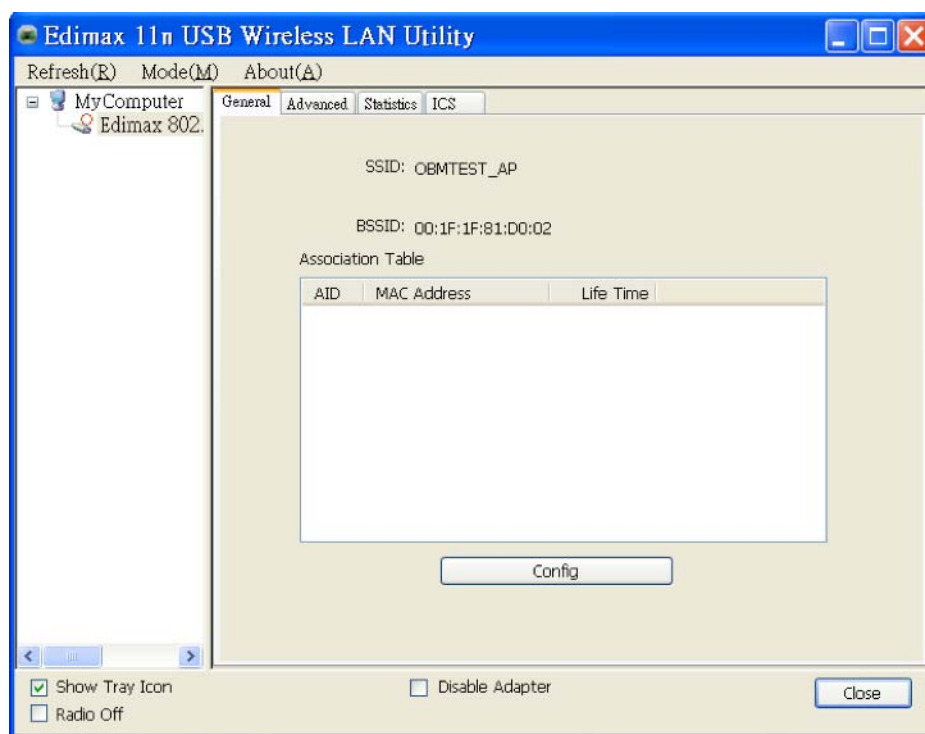 Edimax 11n USB Wireless LAN Utility
Refresh(R) Mode(M) About(A)
MyComputer
Edimax 802.
General Advanced Statistics ICS
SSID: OBMTEST_AP
BSSID: 00:1F:1F:81:D0:02
Association Table
AID MAC Address Life Time
Config
Show Tray Icon
Radio Off
Disable Adapter
Close